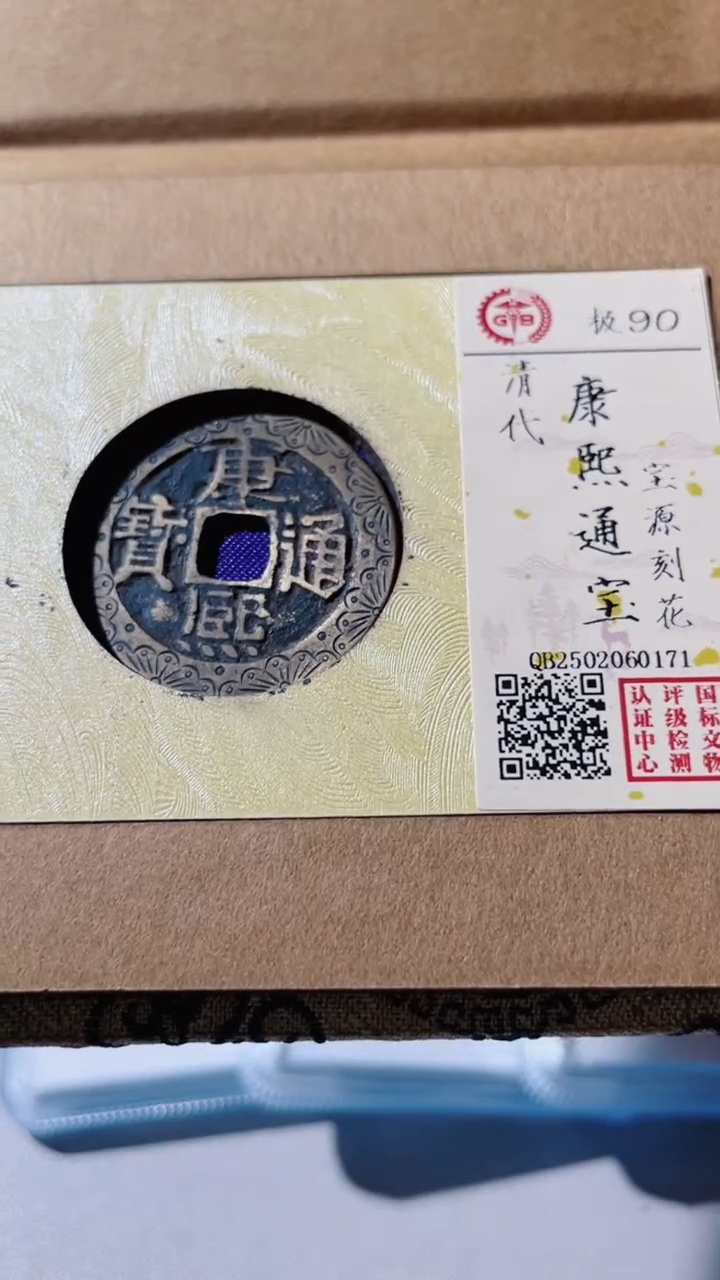 康熙通寶
GB
极90
清代
康熙通宝
宝源刻花
QB2502060171
国标文物
评级检测
认证中心